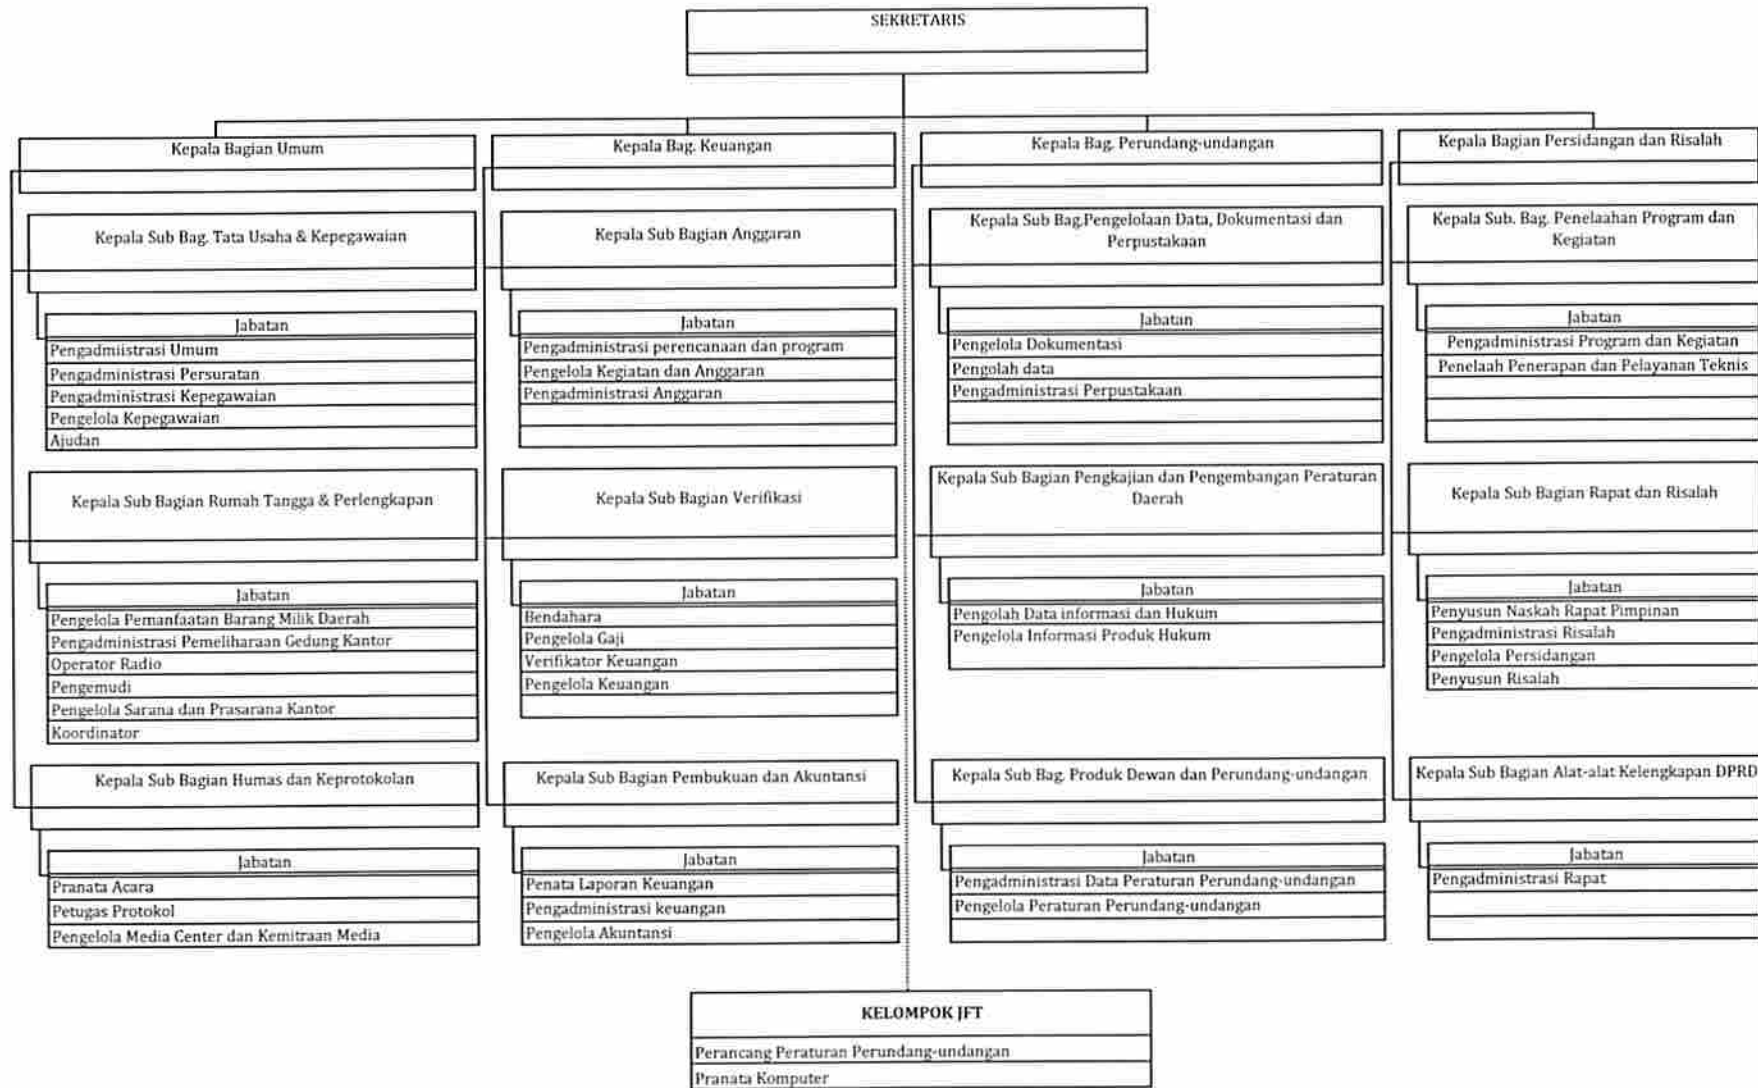 SEKRETARIS
Kepala Bagian Umum
Kepala Sub Bag. Tata Usaha & Kepegawaian
Jabatan
Pengadmiistrasi Umum
Pengadministrasi Persuratan
Pengadministrasi Kepegawaian
Pengelola Kepegawaian
Ajudan
Kepala Sub Bagian Rumah Tangga & Perlengkapan
Jabatan
Pengelola Pemanfaatan Barang Milik Daerah
Pengadministrasi Pemeliharaan Gedung Kantor
Operator Radio
Pengemudi
Pengelola Sarana dan Prasarana Kantor
Koordinator
Kepala Sub Bagian Humas dan Keprotokolan
Jabatan
Pranata Acara
Petugas Protokol
Pengelola Media Center dan Kemitraan Media
Kepala Bag. Keuangan
Kepala Sub Bagian Anggaran
Jabatan
Pengadministrasi perencanaan dan program
Pengelola Kegiatan dan Anggaran
Pengadministrasi Anggaran
Kepala Sub Bagian Verifikasi
Jabatan
Bendahara
Pengelola Gaji
Verifikator Keuangan
Pengelola Keuangan
Kepala Sub Bagian Pembukuan dan Akuntansi
Jabatan
Penata Laporan Keuangan
Pengadministrasi keuangan
Pengelola Akuntansi
Kepala Bag. Perundang-undangan
Kepala Sub Bag.Pengelolaan Data, Dokumentasi dan
Perpustakaan
Jabatan
Pengelola Dokumentasi
Pengolah data
Pengadministrasi Perpustakaan
Kepala Sub Bagian Pengkajian dan Pengembangan Peraturan
Daerah
Jabatan
Pengolah Data informasi dan Hukum
Pengelola Informasi Produk Hukum
Kepala Sub Bag. Produk Dewan dan Perundang-undangan
Jabatan
Pengadministrasi Data Peraturan Perundang-undangan
Pengelola Peraturan Perundang-undangan
Kepala Bagian Persidangan dan Risalah
Kepala Sub. Bag. Penelaahan Program dan
Kegiatan
Jabatan
Pengadministrasi Program dan Kegiatan
Penelaah Penerapan dan Pelayanan Teknis
Kepala Sub Bagian Rapat dan Risalah
Jabatan
Penyusun Naskah Rapat Pimpinan
Pengadministrasi Risalah
Pengelola Persidangan
Penyusun Risalah
Kepala Sub Bagian Alat-alat Kelengkapan DPRD
Jabatan
Pengadministrasi Rapat
KELOMPOK JFT
Perancang Peraturan Perundang-undangan
Pranata Komputer